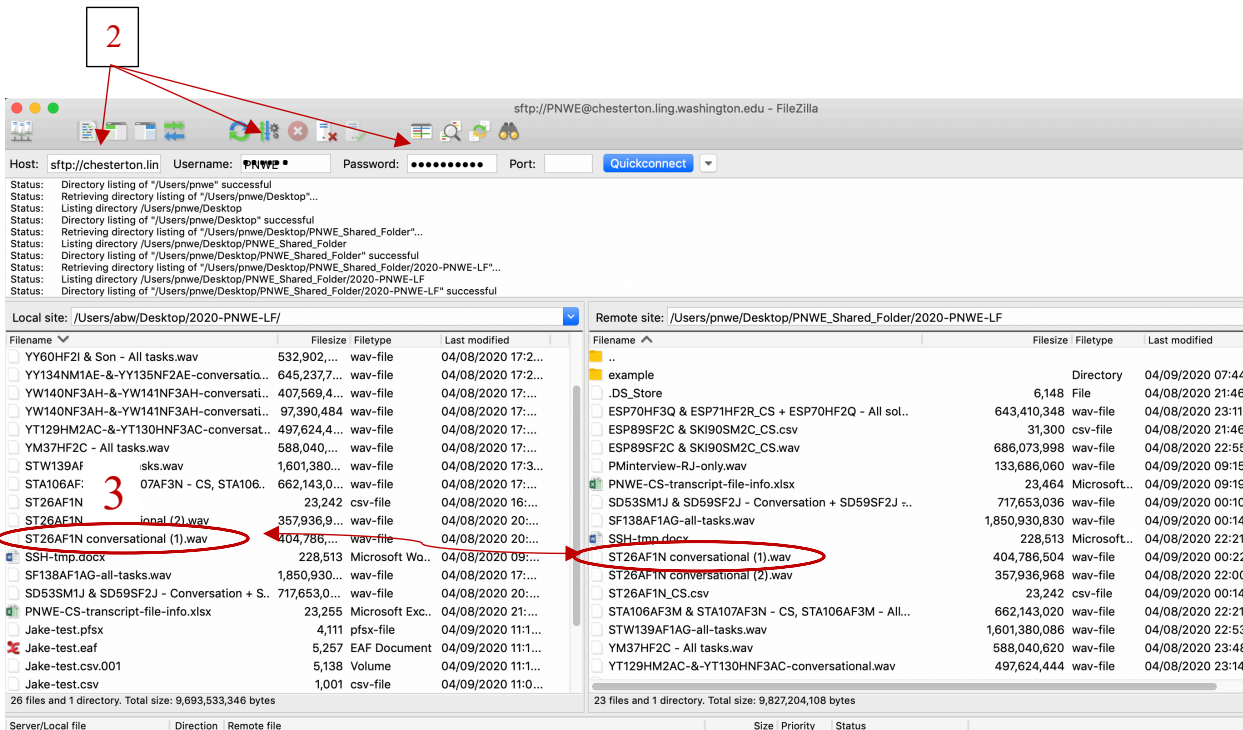 2
sftp://PNWE@chesterton.ling.washington.edu - FileZilla
Host: sftp://chesterton.lin Username: PNWE Password: •••••••••• Port: Quickconnect
Status: Directory listing of "/Users/pnwe" successful
Status: Retrieving directory listing of "/Users/pnwe/Desktop"...
Status: Listing directory /Users/pnwe/Desktop
Status: Directory listing of "/Users/pnwe/Desktop" successful
Status: Retrieving directory listing of "/Users/pnwe/Desktop/PNWE_Shared_Folder"...
Status: Listing directory /Users/pnwe/Desktop/PNWE_Shared_Folder
Status: Directory listing of "/Users/pnwe/Desktop/PNWE_Shared_Folder" successful
Status: Retrieving directory listing of "/Users/pnwe/Desktop/PNWE_Shared_Folder/2020-PNWE-LF"...
Status: Listing directory /Users/pnwe/Desktop/PNWE_Shared_Folder/2020-PNWE-LF
Status: Directory listing of "/Users/pnwe/Desktop/PNWE_Shared_Folder/2020-PNWE-LF" successful
Local site: /Users/abw/Desktop/2020-PNWE-LF/
Filename Filesize Filetype Last modified
YY60HF2I & Son - All tasks.wav 532,902,... wav-file 04/08/2020 17:2...
YY134NM1AE-&-YY135NF2AE-conversatio... 645,237,7... wav-file 04/08/2020 17:2...
YW140NF3AH-&-YW141NF3AH-conversati... 407,569,4... wav-file 04/08/2020 17:...
YW140NF3AH-&-YW141NF3AH-conversati... 97,390,484 wav-file 04/08/2020 17:...
YT129HM2AC-&-YT130HNF3AC-conversat... 497,624,4... wav-file 04/08/2020 17:...
YM37HF2C - All tasks.wav 588,040,... wav-file 04/08/2020 17:...
STW139AF sks.wav 1,601,380... wav-file 04/08/2020 17:3...
STA106AF 07AF3N - CS, STA106.. 662,143,0... wav-file 04/08/2020 17:...
3
ST26AF1N 23,242 csv-file 04/08/2020 16:...
ST26AF1N ional (2).wav 357,936,9... wav-file 04/08/2020 20:...
ST26AF1N conversational (1).wav 404,786,... wav-file 04/08/2020 20:...
SSH-tmp.docx 228,513 Microsoft Wo.. 04/08/2020 09:...
SF138AF1AG-all-tasks.wav 1,850,930... wav-file 04/08/2020 17:...
SD53SM1J & SD59SF2J - Conversation + S.. 717,653,0... wav-file 04/08/2020 20:...
PNWE-CS-transcript-file-info.xlsx 23,255 Microsoft Exc.. 04/08/2020 21:...
Jake-test.pfsx 4,111 pfsx-file 04/09/2020 11:1...
Jake-test.eaf 5,257 EAF Document 04/09/2020 11:1...
Jake-test.csv.001 5,138 Volume 04/09/2020 11:1...
Jake-test.csv 1,001 csv-file 04/09/2020 11:0...
26 files and 1 directory. Total size: 9,693,533,346 bytes
Remote site: /Users/pnwe/Desktop/PNWE_Shared_Folder/2020-PNWE-LF
Filename Filesize Filetype Last modified
..
example Directory 04/09/2020 07:44
.DS_Store 6,148 File 04/08/2020 21:46
ESP70HF3Q & ESP71HF2R_CS + ESP70HF2Q - All sol... 643,410,348 wav-file 04/08/2020 23:11
ESP89SF2C & SKI90SM2C_CS.csv 31,300 csv-file 04/08/2020 21:46
ESP89SF2C & SKI90SM2C_CS.wav 686,073,998 wav-file 04/08/2020 22:55
PMinterview-RJ-only.wav 133,686,060 wav-file 04/09/2020 09:15
PNWE-CS-transcript-file-info.xlsx 23,464 Microsoft... 04/09/2020 09:19
SD53SM1J & SD59SF2J - Conversation + SD59SF2J -... 717,653,036 wav-file 04/09/2020 00:10
SF138AF1AG-all-tasks.wav 1,850,930,830 wav-file 04/09/2020 00:14
SSH-tmp.docx 228,513 Microsoft... 04/08/2020 22:21
ST26AF1N conversational (1).wav 404,786,504 wav-file 04/09/2020 00:22
ST26AF1N conversational (2).wav 357,936,968 wav-file 04/08/2020 22:00
ST26AF1N_CS.csv 23,242 csv-file 04/09/2020 00:14
STA106AF3M & STA107AF3N - CS, STA106AF3M - All... 662,143,020 wav-file 04/08/2020 22:21
STW139AF1AG-all-tasks.wav 1,601,380,086 wav-file 04/08/2020 22:53
YM37HF2C - All tasks.wav 588,040,620 wav-file 04/08/2020 23:48
YT129HM2AC-&-YT130HNF3AC-conversational.wav 497,624,444 wav-file 04/08/2020 23:14
23 files and 1 directory. Total size: 9,827,204,108 bytes
Server/Local file Direction Remote file Size Priority Status